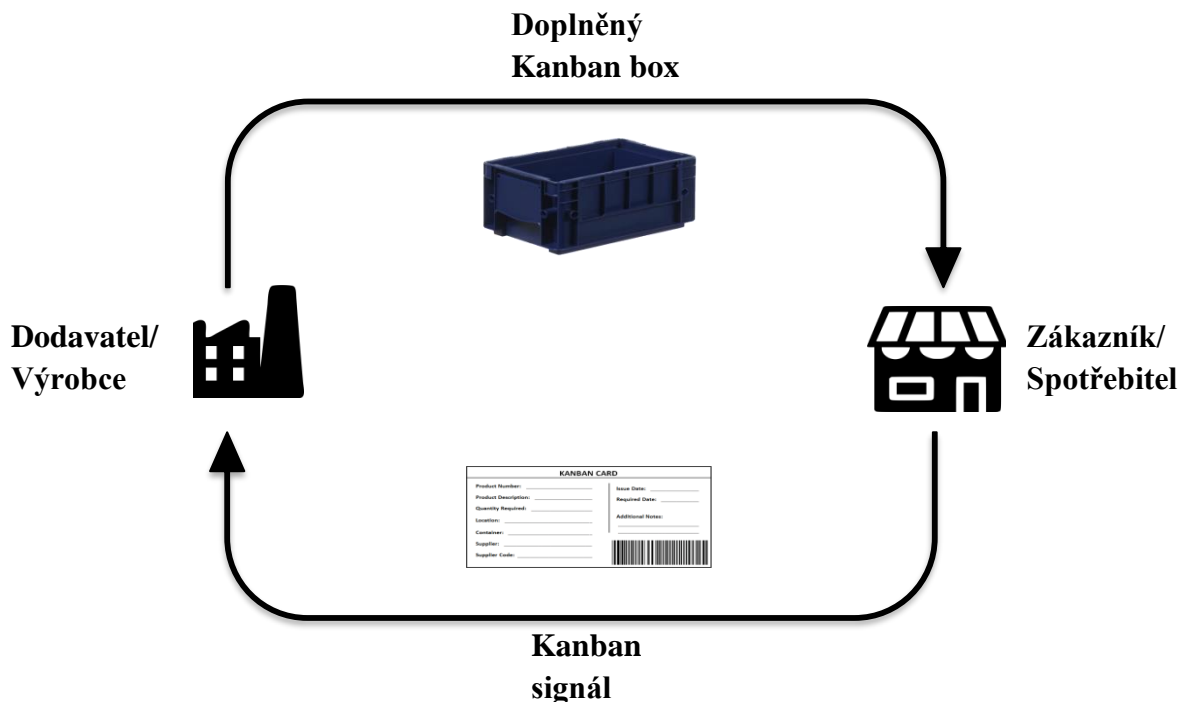 Doplněný
Kanban box
Dodavatel/
Výrobce
Zákazník/
Spotřebitel
KANBAN CARD
Product Number:
Product Description:
Quantity Required:
Location:
Container:
Supplier:
Supplier Code:
Issue Date:
Required Date:
Additional Notes:
Kanban
signál